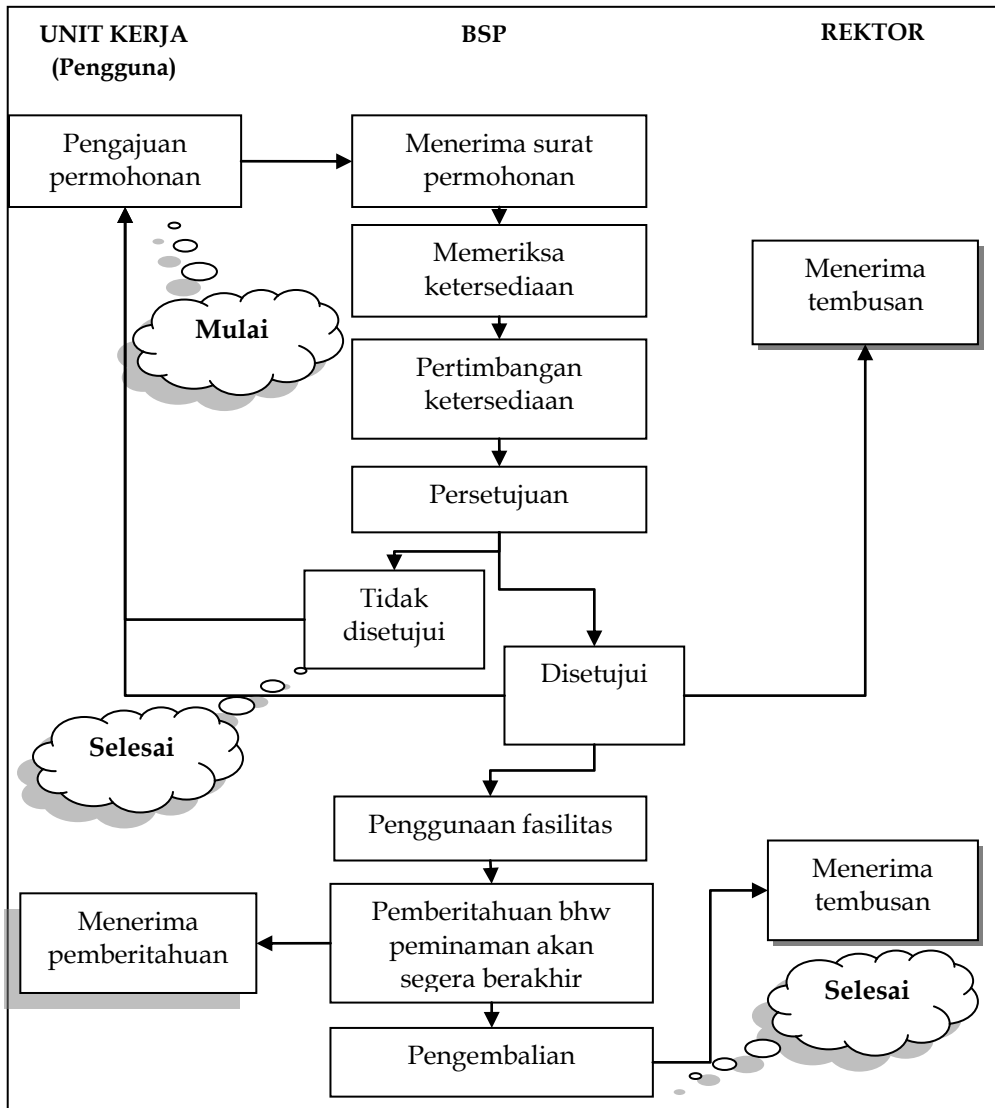 UNIT KERJA
(Pengguna)
BSP
REKTOR
Pengajuan
permohonan
Menerima surat
permohonan
Memeriksa
ketersediaan
Menerima
tembusan
Mulai
Pertimbangan
ketersediaan
Persetujuan
Tidak
disetujui
Disetujui
Selesai
Penggunaan fasilitas
Menerima
tembusan
Menerima
pemberitahuan
Pemberitahuan bhw
peminaman akan
segera berakhir
Selesai
Pengembalian